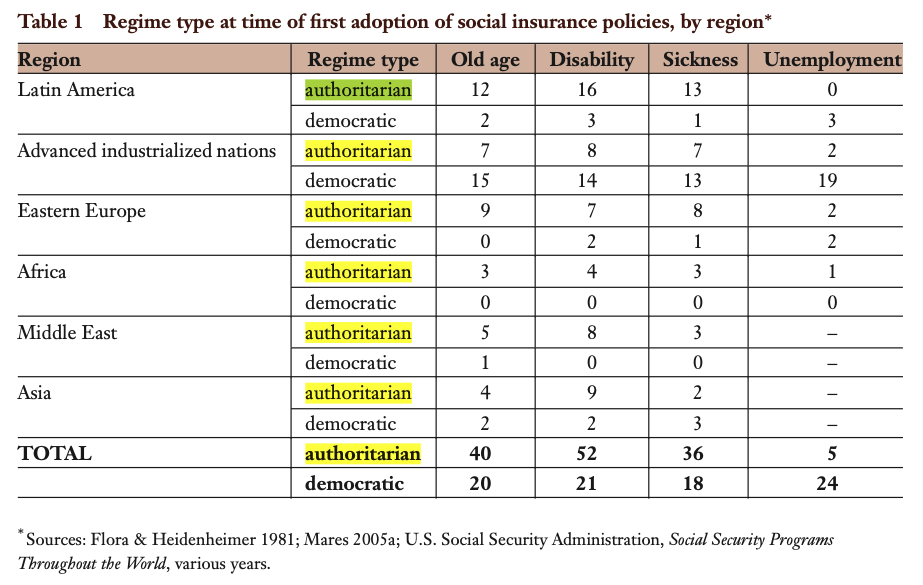 Table 1 Regime type at time of first adoption of social insurance policies, by region*
Region Regime type Old age Disability Sickness Unemployment
Latin America authoritarian 12 16 13 0
democratic 2 3 1 3
Advanced industrialized nations authoritarian 7 8 7 2
democratic 15 14 13 19
Eastern Europe authoritarian 9 7 8 2
democratic 0 2 1 2
Africa authoritarian 3 4 3 1
democratic 0 0 0 0
Middle East authoritarian 5 8 3 –
democratic 1 0 0 –
Asia authoritarian 4 9 2 –
democratic 2 2 3 –
TOTAL authoritarian 40 52 36 5
democratic 20 21 18 24
*Sources: Flora & Heidenheimer 1981; Mares 2005a; U.S. Social Security Administration, Social Security Programs
Throughout the World, various years.